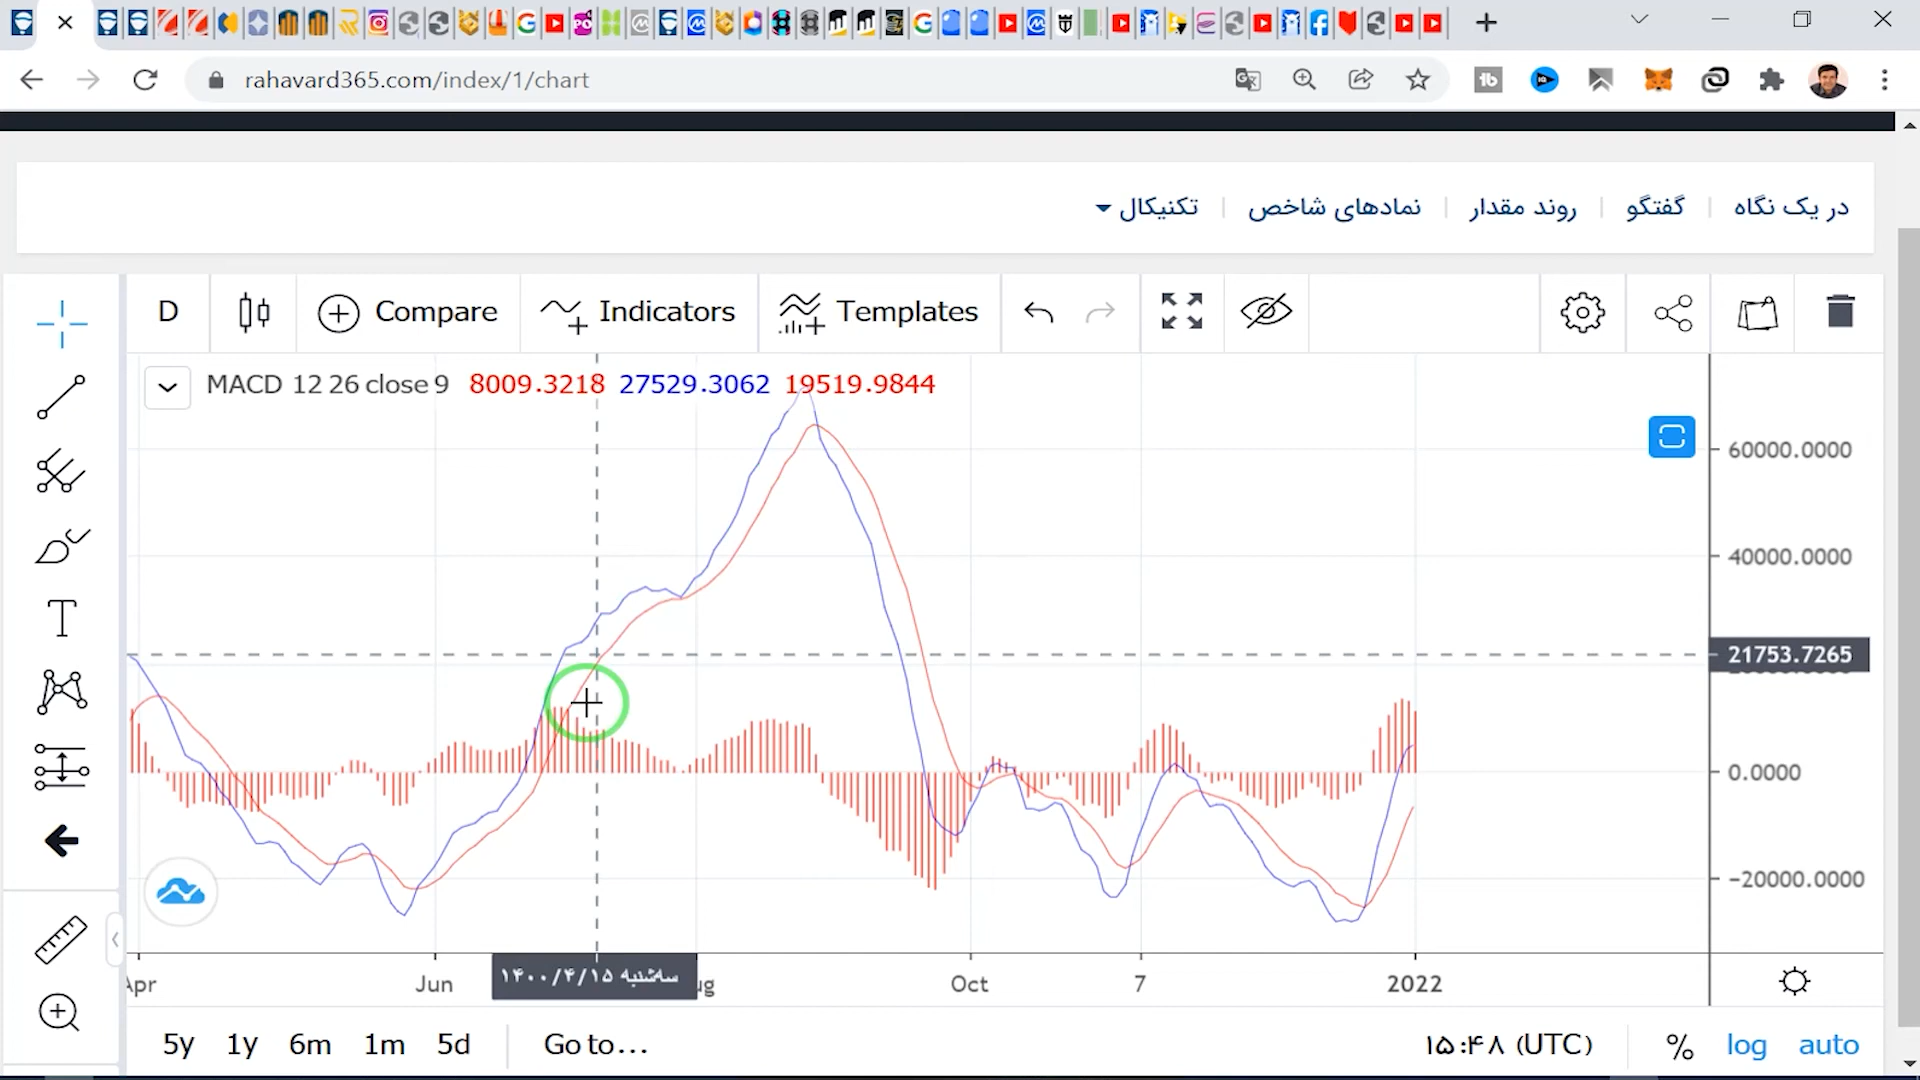 rahavard365.com/index/1/chart
در یک نگاه | گفتگو | روند مقدار | نمادهای شاخص | تکنیکال
D Compare Indicators Templates
MACD 12 26 close 9 8009.3218 27529.3062 19519.9844
60000.0000
40000.0000
21753.7265
0.0000
-20000.0000
Apr Jun سه‌شنبه ۱۴۰۰/۴/۱۵ ug Oct 7 2022
5y 1y 6m 1m 5d Go to... ۱۵:۴۸ (UTC) % log auto